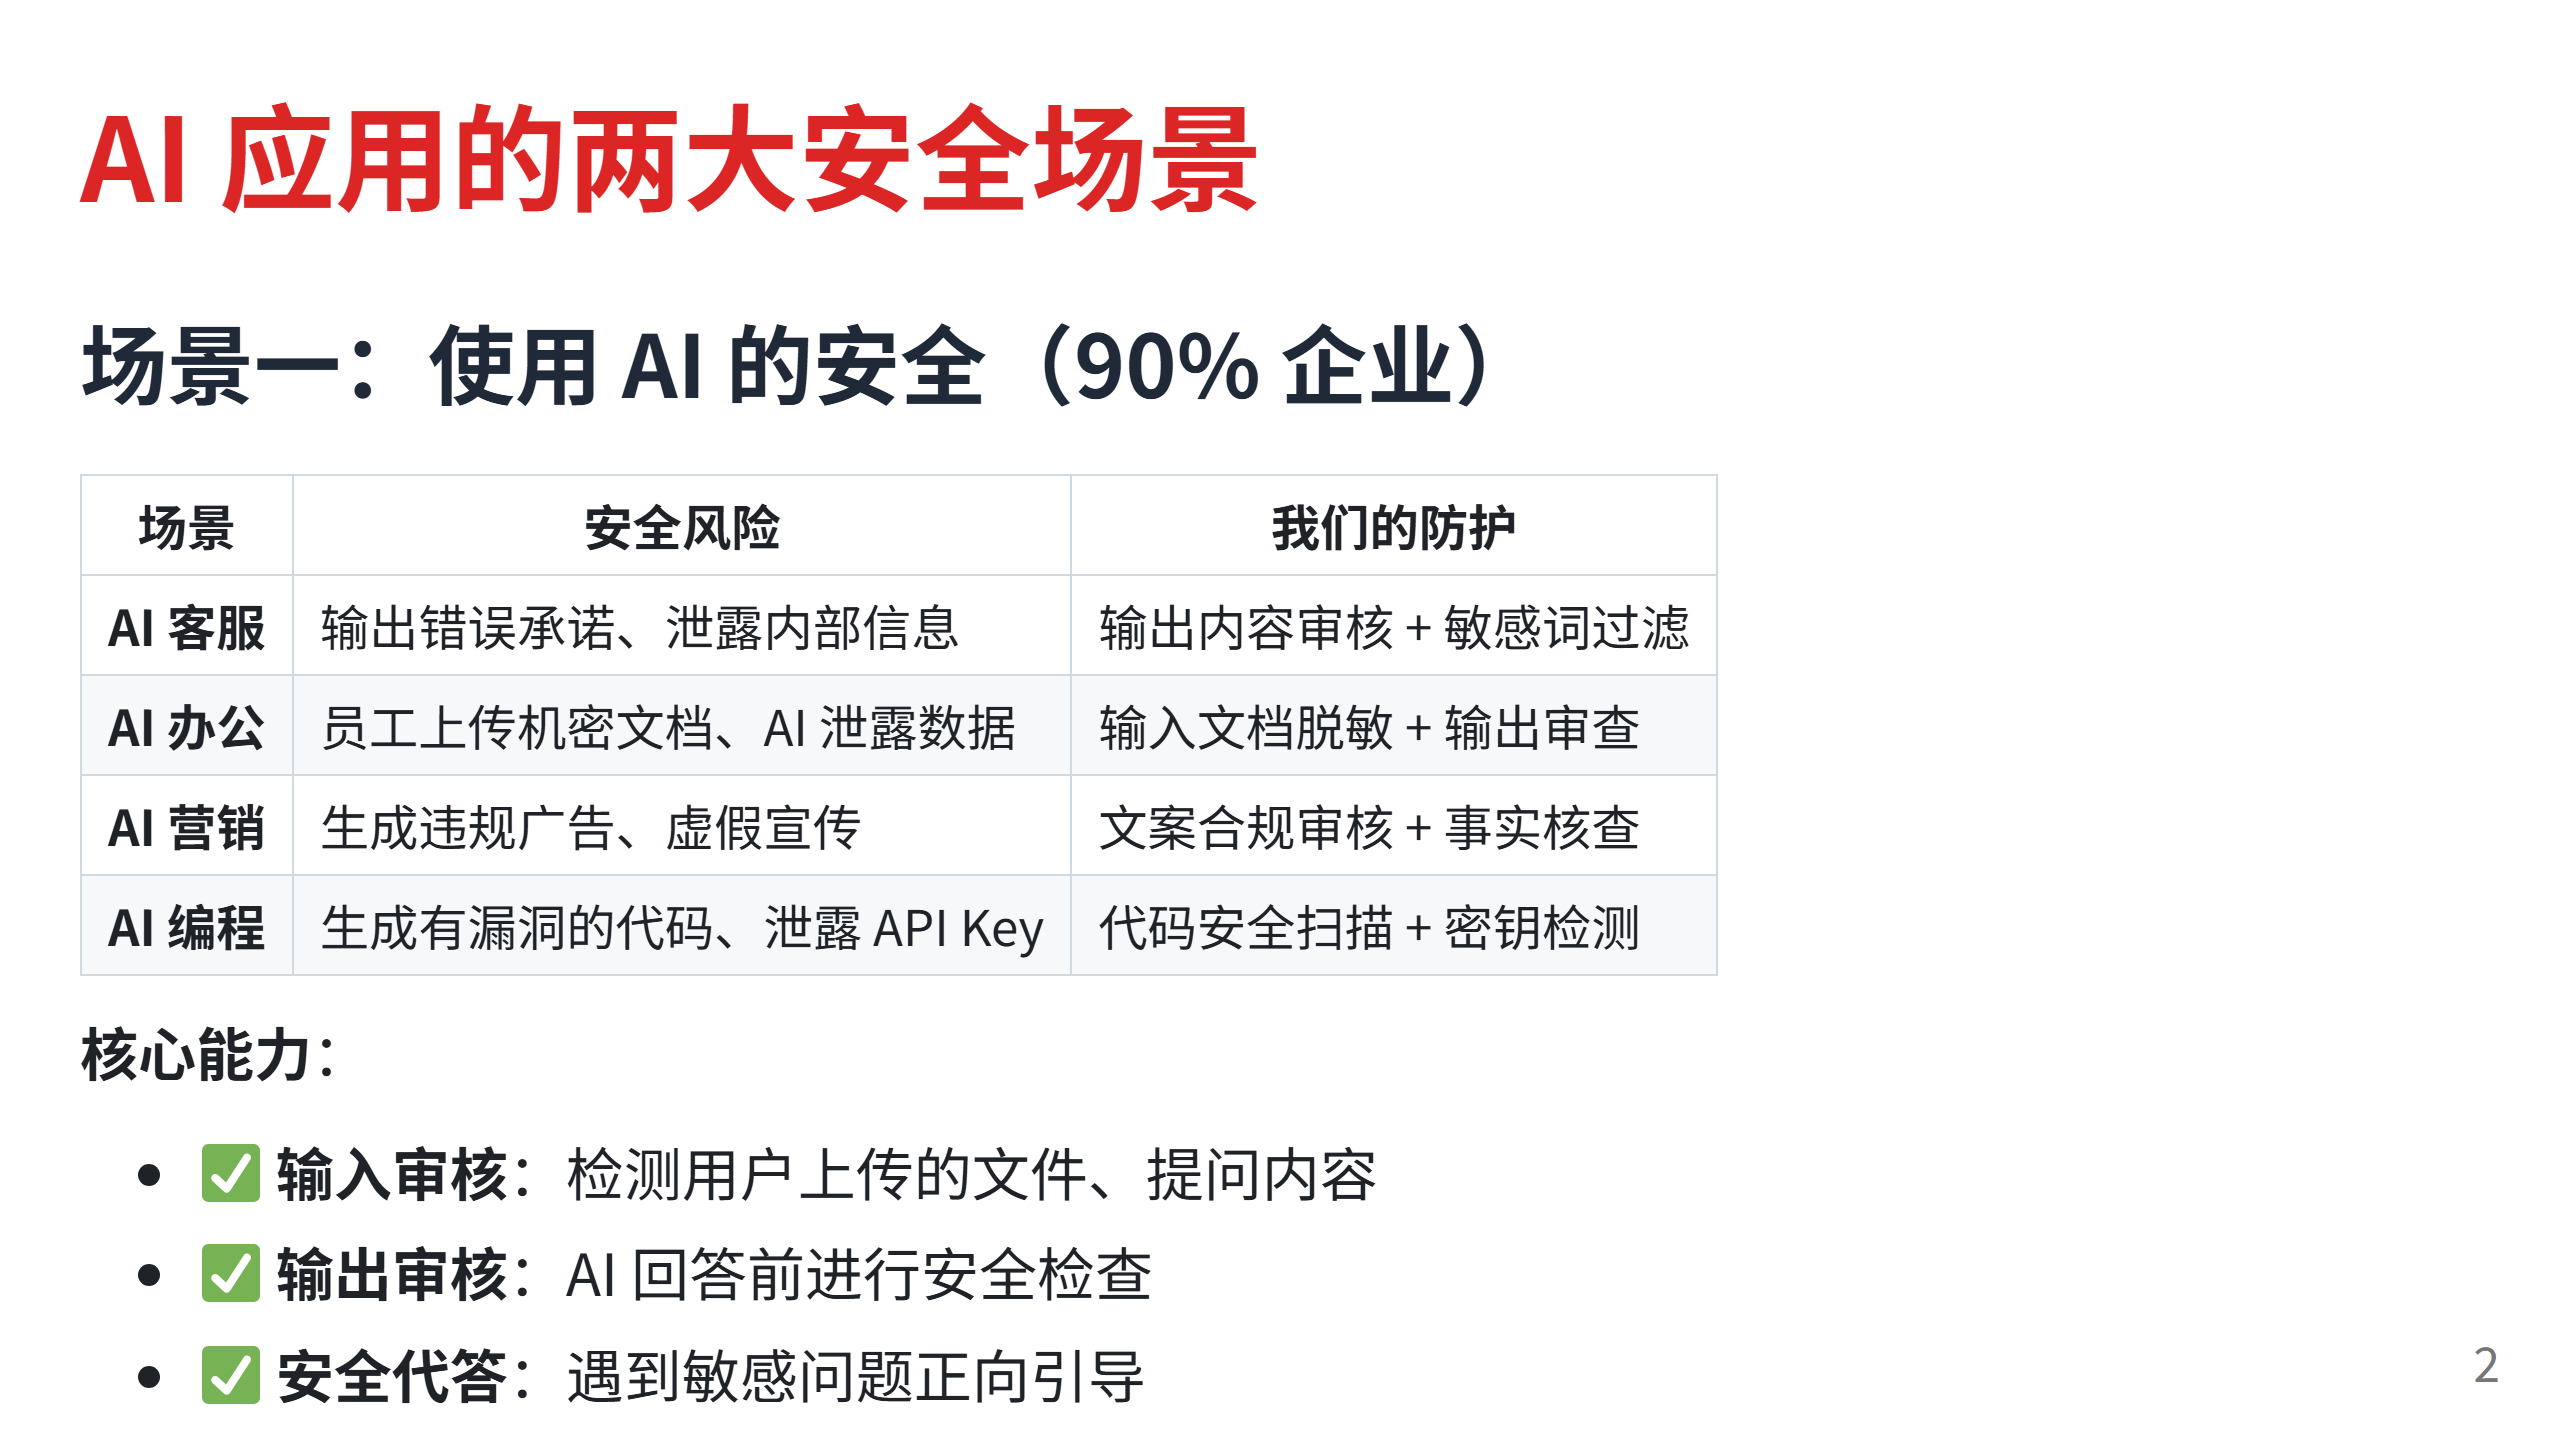 AI 应用的两大安全场景
场景一：使用 AI 的安全（90% 企业）
场景 安全风险 我们的防护
AI 客服 输出错误承诺、泄露内部信息 输出内容审核 + 敏感词过滤
AI 办公 员工上传机密文档、AI 泄露数据 输入文档脱敏 + 输出审查
AI 营销 生成违规广告、虚假宣传 文案合规审核 + 事实核查
AI 编程 生成有漏洞的代码、泄露 API Key 代码安全扫描 + 密钥检测
核心能力：
• ✅ 输入审核：检测用户上传的文件、提问内容
• ✅ 输出审核：AI 回答前进行安全检查
• ✅ 安全代答：遇到敏感问题正向引导
2